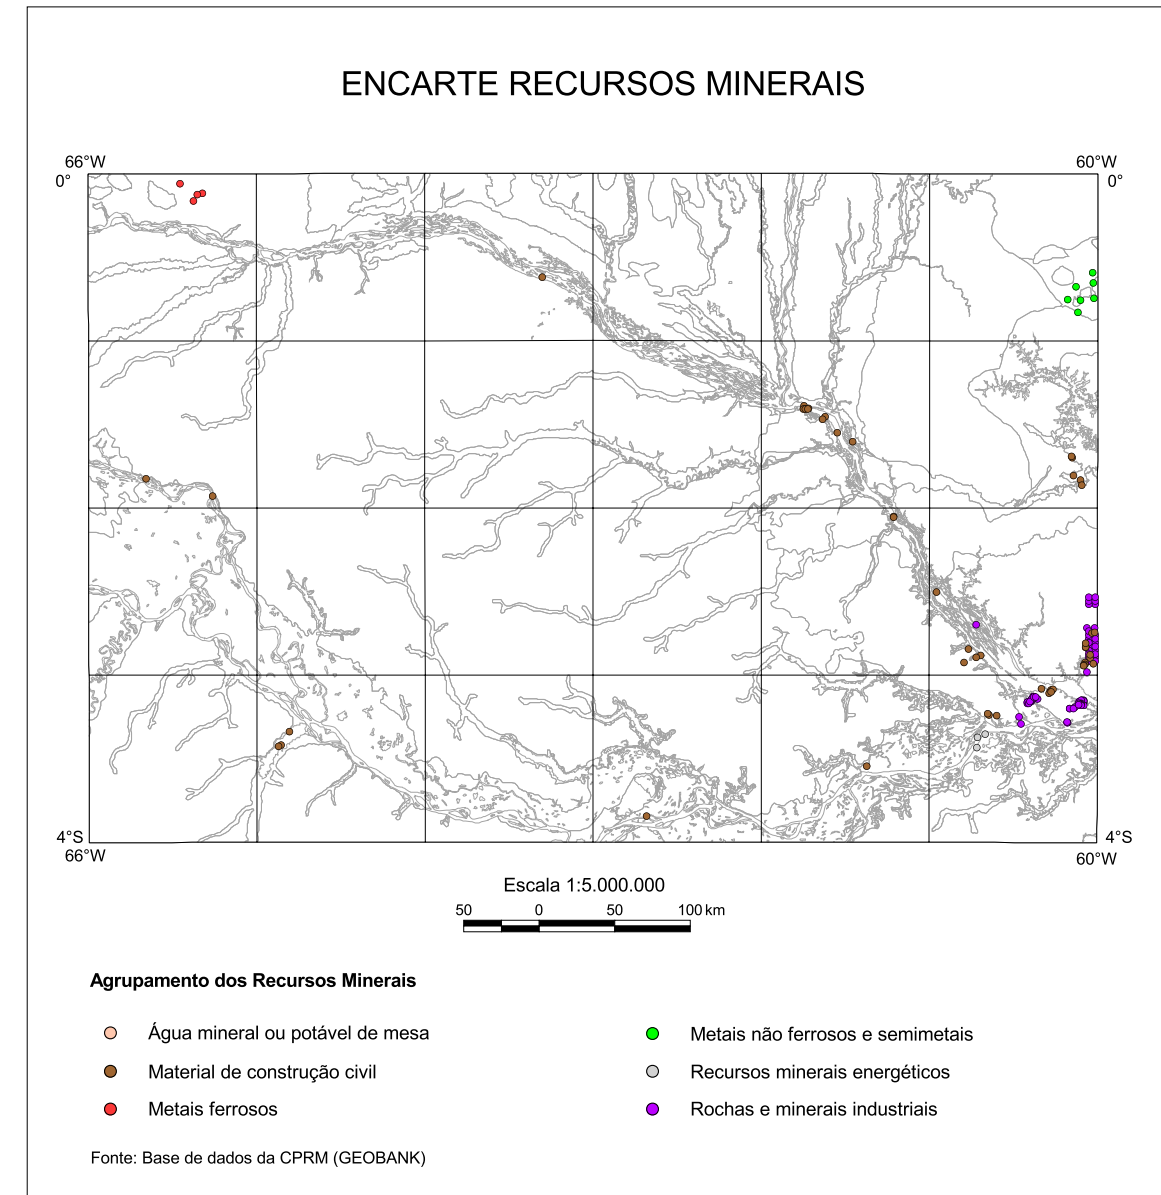 ENCARTE RECURSOS MINERAIS
66°W 60°W
0° 0°
4°S 4°S
66°W 60°W
Escala 1:5.000.000
50 0 50 100 km
Agrupamento dos Recursos Minerais
Água mineral ou potável de mesa
Material de construção civil
Metais ferrosos
Metais não ferrosos e semimetais
Recursos minerais energéticos
Rochas e minerais industriais
Fonte: Base de dados da CPRM (GEOBANK)